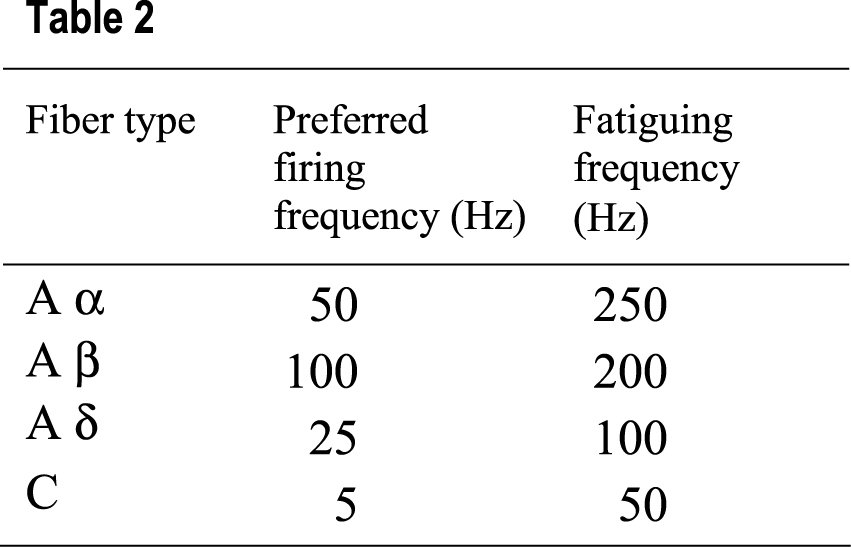 Table 2
Fiber type Preferred firing frequency (Hz) Fatiguing frequency (Hz)
A α 50 250
A β 100 200
A δ 25 100
C 5 50